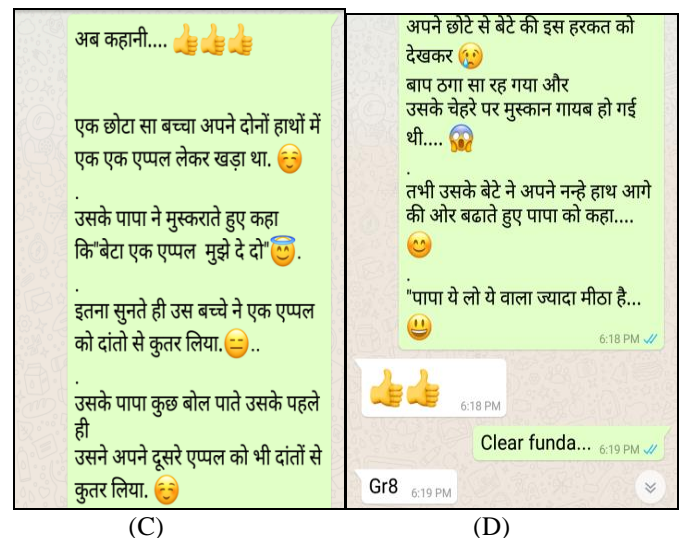 अब कहानी.... 👍👍👍
एक छोटा सा बच्चा अपने दोनों हाथों में
एक एक एप्पल लेकर खड़ा था. ☺️
.
उसके पापा ने मुस्कराते हुए कहा
कि"बेटा एक एप्पल मुझे दे दो"😇.
.
इतना सुनते ही उस बच्चे ने एक एप्पल
को दांतो से कुतर लिया.😑..
.
उसके पापा कुछ बोल पाते उसके पहले
ही
उसने अपने दूसरे एप्पल को भी दांतों से
कुतर लिया. ☺️
(C)
अपने छोटे से बेटे की इस हरकत को
देखकर 😢
बाप ठगा सा रह गया और
उसके चेहरे पर मुस्कान गायब हो गई
थी.... 😱
.
तभी उसके बेटे ने अपने नन्हे हाथ आगे
की ओर बढाते हुए पापा को कहा....
😊
.
"पापा ये लो ये वाला ज्यादा मीठा है...
😃
6:18 PM
👍👍 6:18 PM
Clear funda... 6:19 PM
Gr8 6:19 PM
(D)